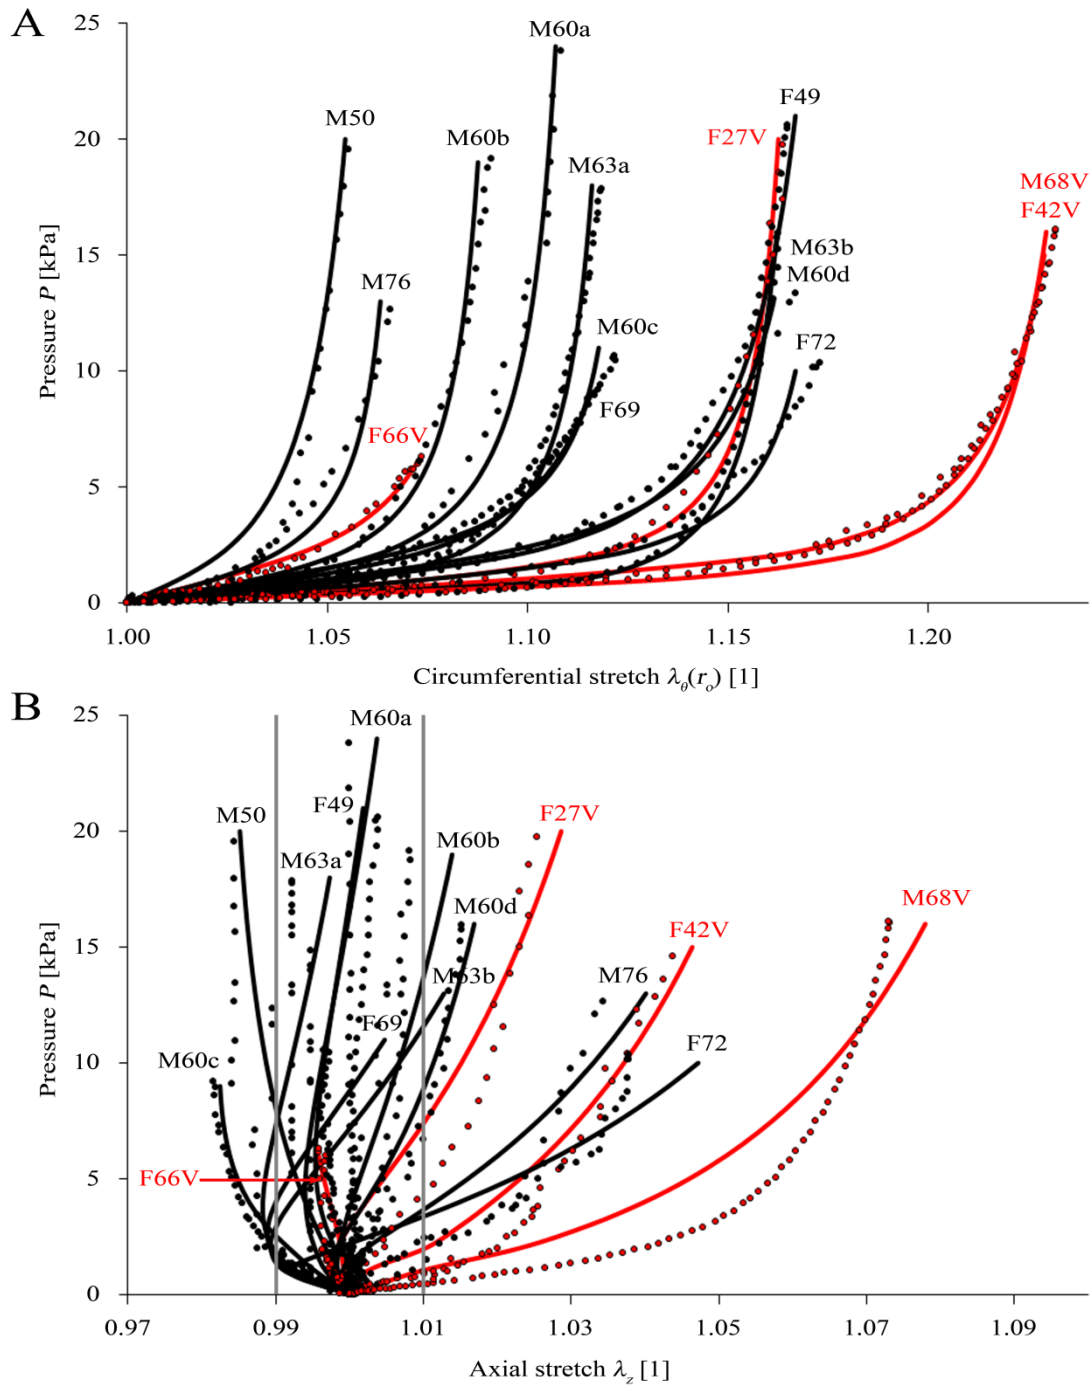 A
25
20
15
10
5
0
Pressure P [kPa]
M60a
M50
M60b
F49
F27V
M63a
M68V
F42V
M63b
M60d
M76
M60c
F72
F69
F66V
1.00
1.05
1.10
1.15
1.20
Circumferential stretch λθ(ro) [1]
B
25
20
15
10
5
0
Pressure P [kPa]
M60a
F49
M50
F27V
M60b
M63a
M60d
M68V
F42V
M63b
M76
F69
F72
M60c
F66V
0.97
0.99
1.01
1.03
1.05
1.07
1.09
Axial stretch λz [1]